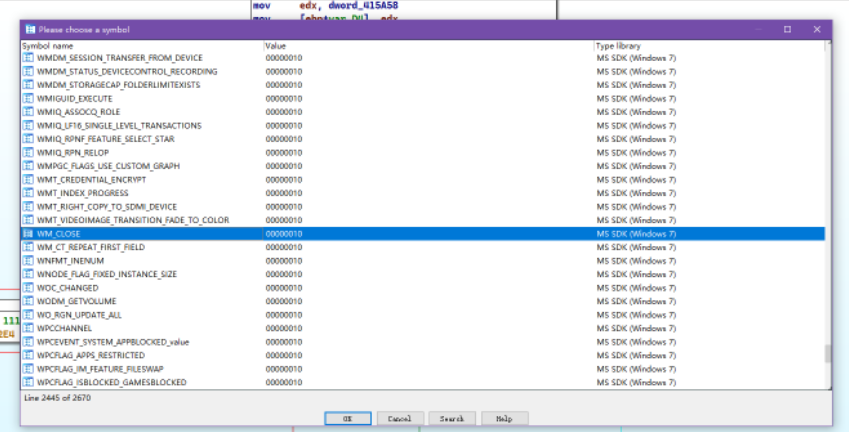 mov edx, dword_415A58
mov [ebp+var_D4], edx
Please choose a symbol
Symbol name Value Type library
WMDM_SESSION_TRANSFER_FROM_DEVICE 00000010 MS SDK (Windows 7)
WMDM_STATUS_DEVICECONTROL_RECORDING 00000010 MS SDK (Windows 7)
WMDM_STORAGECAP_FOLDERLIMITEXISTS 00000010 MS SDK (Windows 7)
WMIGUID_EXECUTE 00000010 MS SDK (Windows 7)
WMIQ_ASSOCQ_ROLE 00000010 MS SDK (Windows 7)
WMIQ_LF16_SINGLE_LEVEL_TRANSACTIONS 00000010 MS SDK (Windows 7)
WMIQ_RPNF_FEATURE_SELECT_STAR 00000010 MS SDK (Windows 7)
WMIQ_RPN_RELOP 00000010 MS SDK (Windows 7)
WMPGC_FLAGS_USE_CUSTOM_GRAPH 00000010 MS SDK (Windows 7)
WMT_CREDENTIAL_ENCRYPT 00000010 MS SDK (Windows 7)
WMT_INDEX_PROGRESS 00000010 MS SDK (Windows 7)
WMT_RIGHT_COPY_TO_SDMI_DEVICE 00000010 MS SDK (Windows 7)
WMT_VIDEOIMAGE_TRANSITION_FADE_TO_COLOR 00000010 MS SDK (Windows 7)
WM_CLOSE 00000010 MS SDK (Windows 7)
WM_CT_REPEAT_FIRST_FIELD 00000010 MS SDK (Windows 7)
WNFMT_INENUM 00000010 MS SDK (Windows 7)
WNODE_FLAG_FIXED_INSTANCE_SIZE 00000010 MS SDK (Windows 7)
WOC_CHANGED 00000010 MS SDK (Windows 7)
WODM_GETVOLUME 00000010 MS SDK (Windows 7)
WO_RGN_UPDATE_ALL 00000010 MS SDK (Windows 7)
WPCCHANNEL 00000010 MS SDK (Windows 7)
111
WPCEVENT_SYSTEM_APPBLOCKED_value 00000010 MS SDK (Windows 7)
2E4
WPCFLAG_APPS_RESTRICTED 00000010 MS SDK (Windows 7)
WPCFLAG_IM_FEATURE_FILESWAP 00000010 MS SDK (Windows 7)
WPCFLAG_ISBLOCKED_GAMESBLOCKED 00000010 MS SDK (Windows 7)
Line 2445 of 2670
OK Cancel Search Help